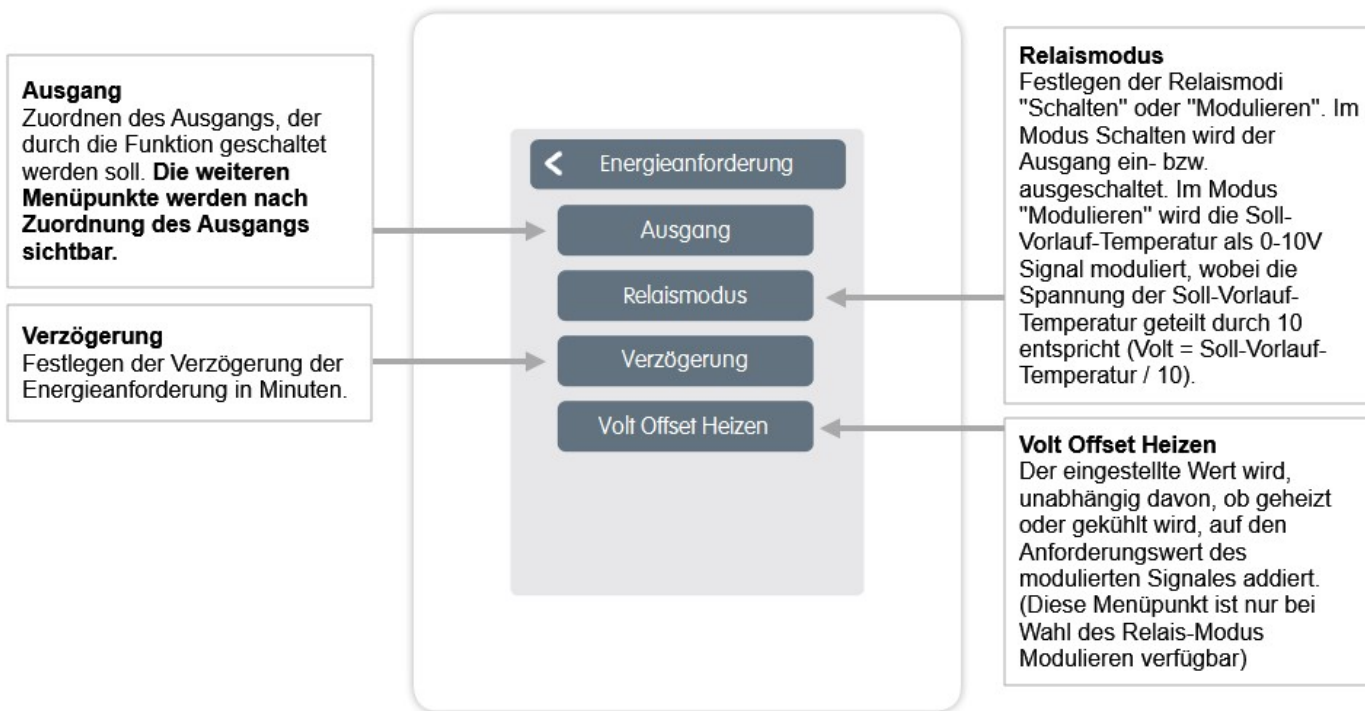 Ausgang
Zuordnen des Ausgangs, der
durch die Funktion geschaltet
werden soll. Die weiteren
Menüpunkte werden nach
Zuordnung des Ausgangs
sichtbar.
Verzögerung
Festlegen der Verzögerung der
Energieanforderung in Minuten.
Energieanforderung
Ausgang
Relaismodus
Verzögerung
Volt Offset Heizen
Relaismodus
Festlegen der Relaismodi
"Schalten" oder "Modulieren". Im
Modus Schalten wird der
Ausgang ein- bzw.
ausgeschaltet. Im Modus
"Modulieren" wird die Soll-
Vorlauf-Temperatur als 0-10V
Signal moduliert, wobei die
Spannung der Soll-Vorlauf-
Temperatur geteilt durch 10
entspricht (Volt = Soll-Vorlauf-
Temperatur / 10).
Volt Offset Heizen
Der eingestellte Wert wird,
unabhängig davon, ob geheizt
oder gekühlt wird, auf den
Anforderungswert des
modulierten Signales addiert.
(Diese Menüpunkt ist nur bei
Wahl des Relais-Modus
Modulieren verfügbar)